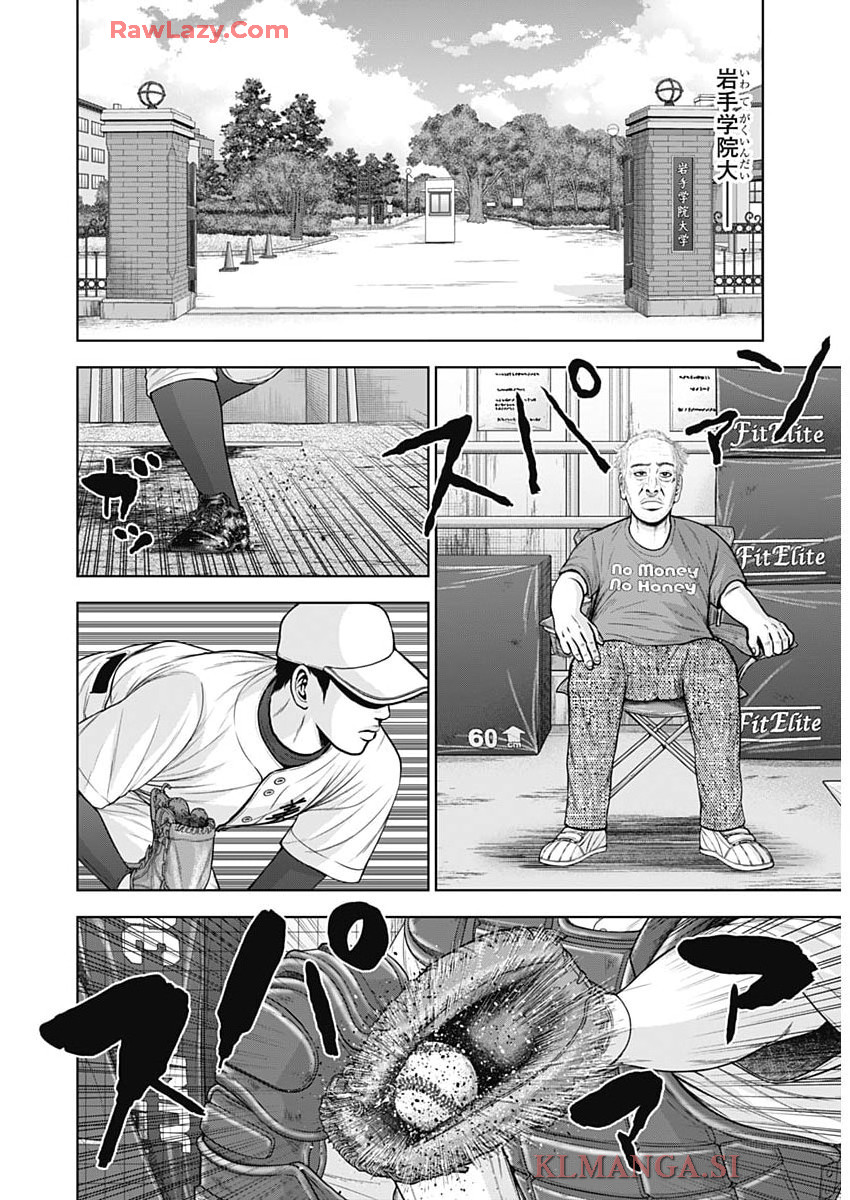 RawLazy.Com
岩手学院大
いわてがくいんだい
岩手学院大学
スパァン
FitElite
FitElite
FitElite
No Money
No Honey
60
cm
ザッ
スパァ
KLMANGA.SI